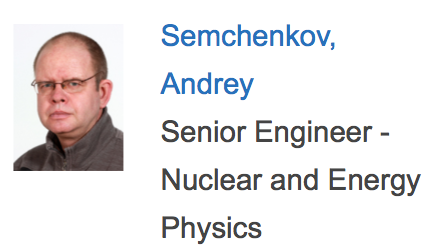 Semchenkov,
Andrey
Senior Engineer -
Nuclear and Energy
Physics